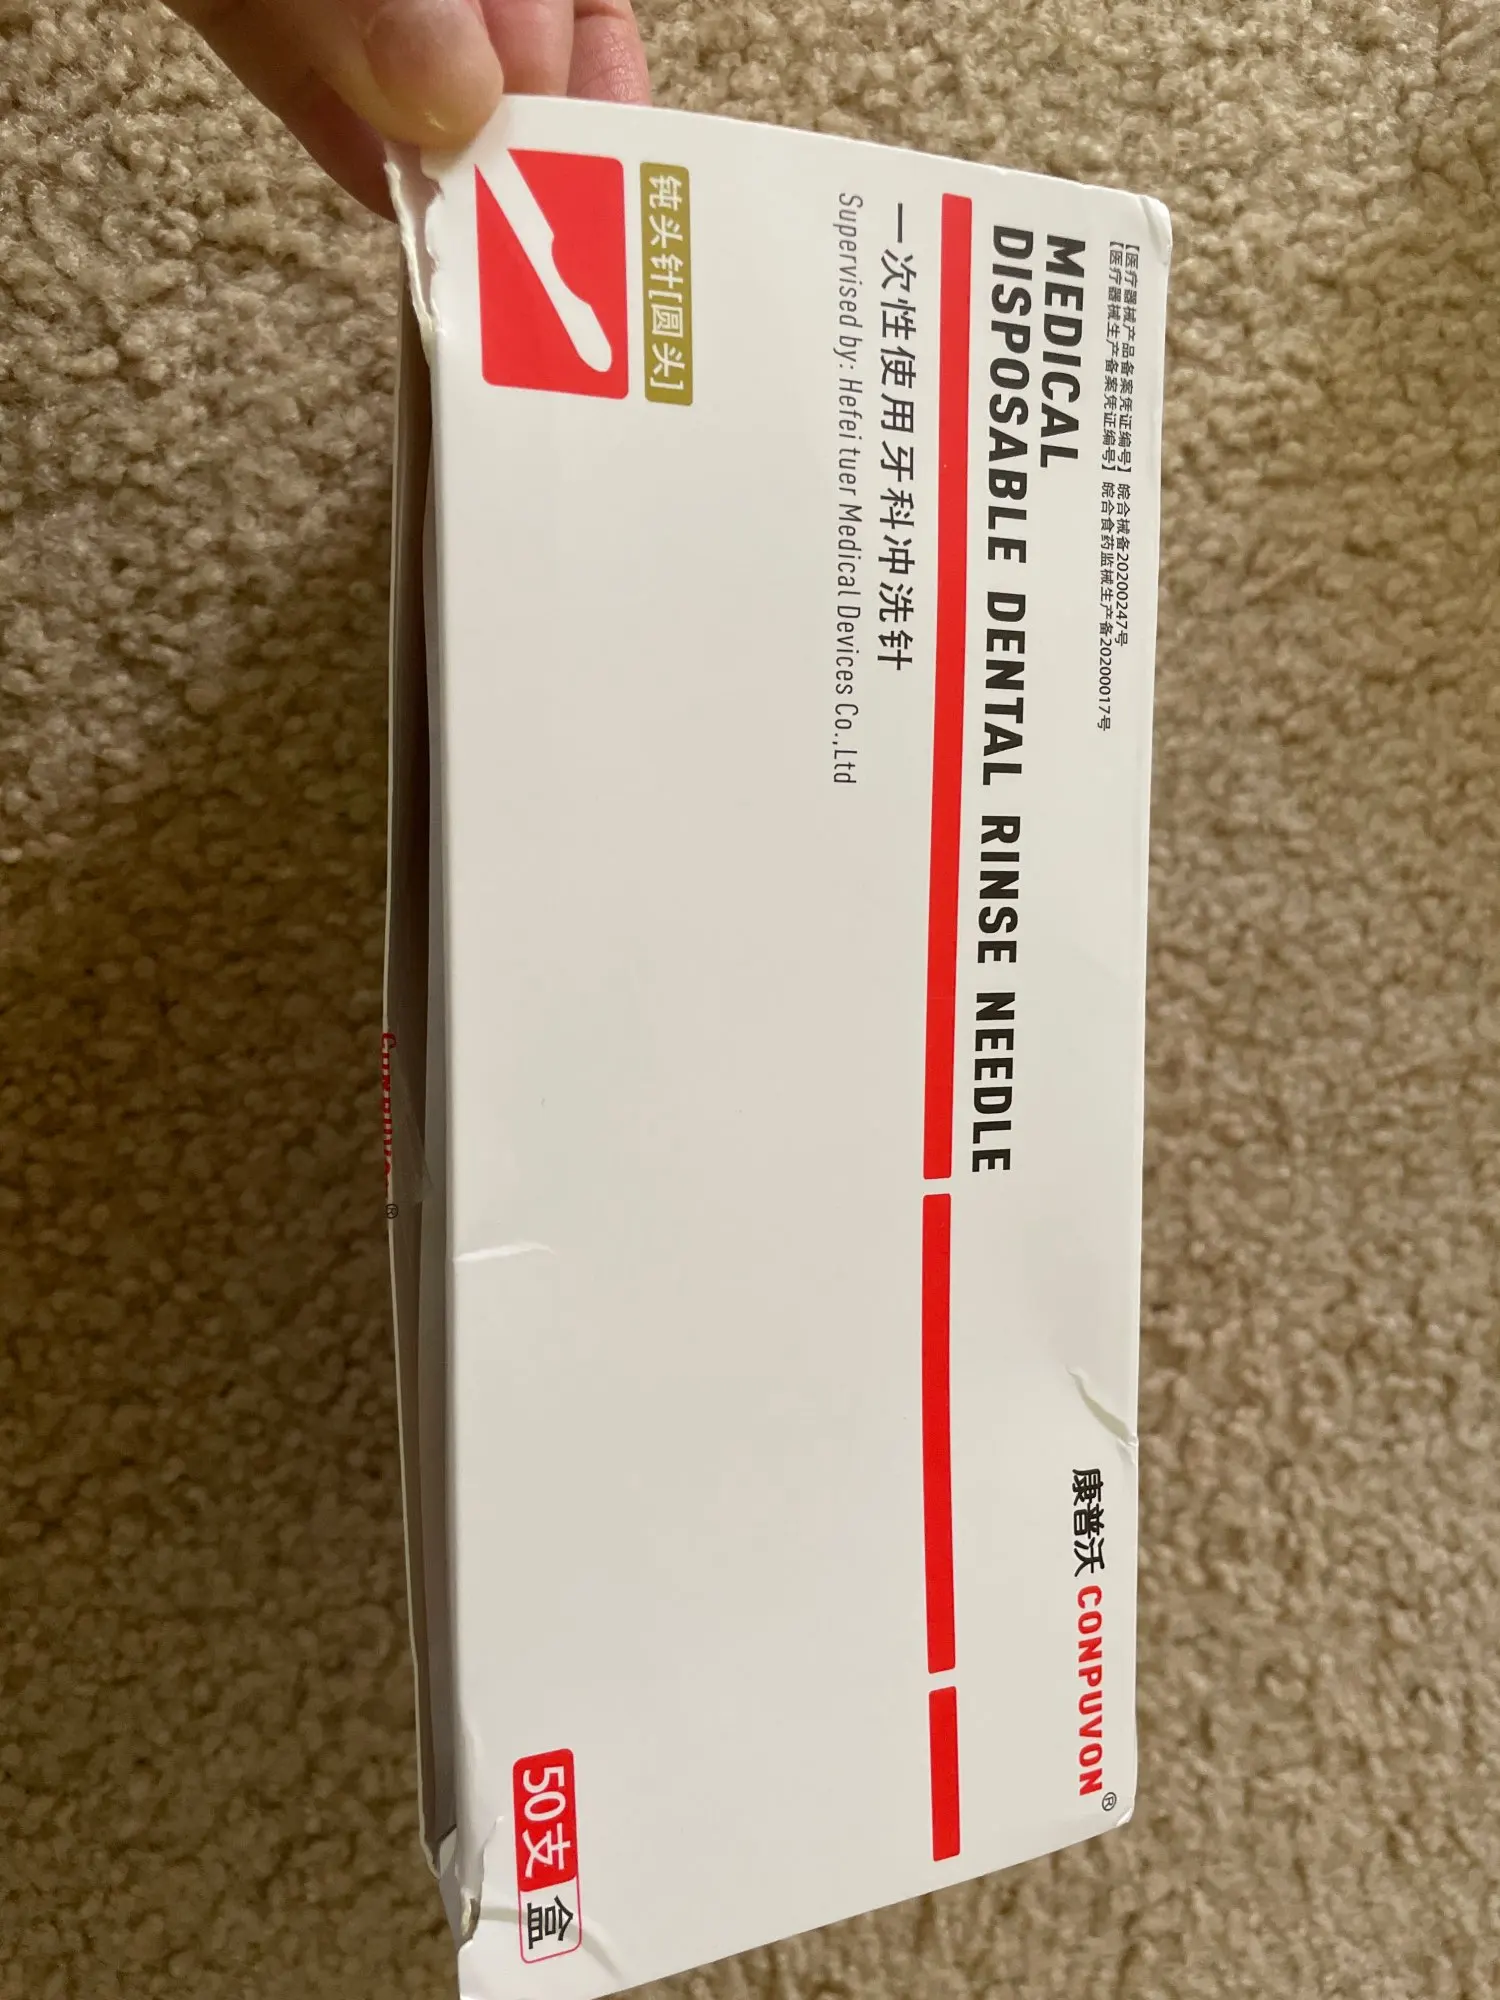 【医疗器械产品备案凭证编号】 皖合械备20200247号
【医疗器械生产备案凭证编号】 皖合食药监械生产备20200017号
康普沃 CONPUVON®
MEDICAL
DISPOSABLE DENTAL RINSE NEEDLE
一次性使用牙科冲洗针
Supervised by: Hefei tuer Medical Devices Co.,Ltd
钝头针[圆头]
50支 盒
CONPUVON®